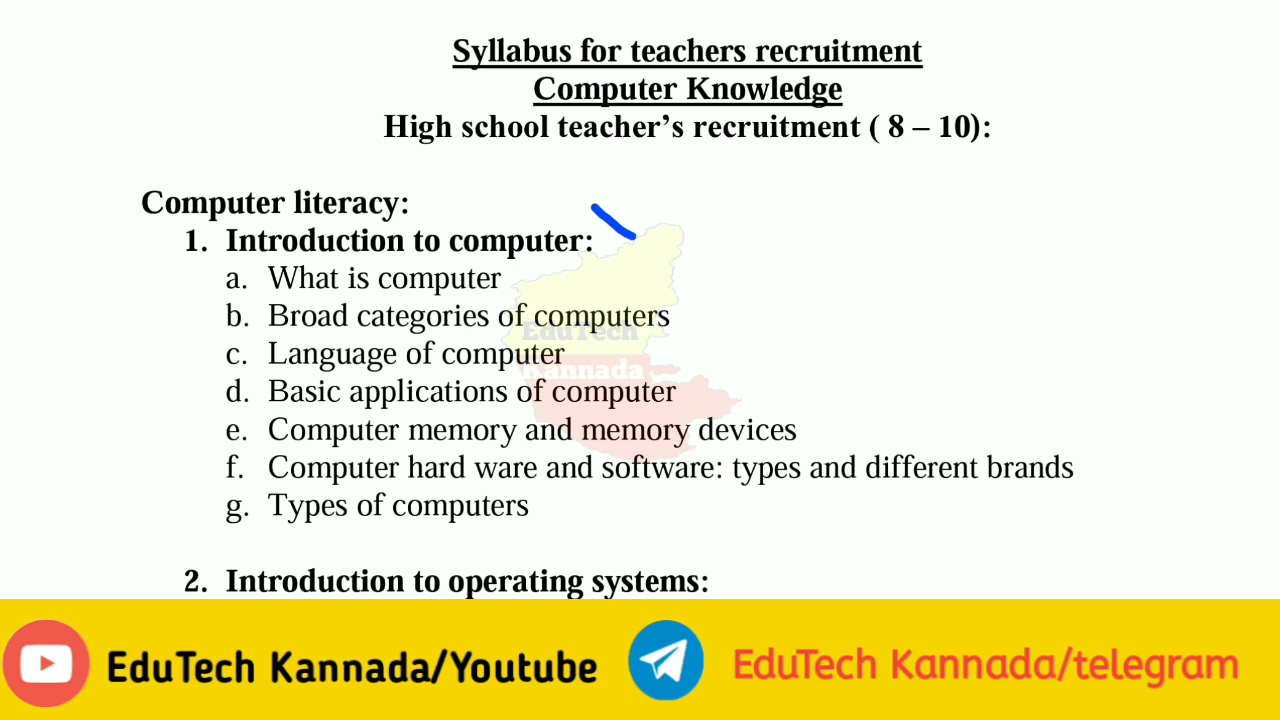 Syllabus for teachers recruitment
Computer Knowledge
High school teacher’s recruitment ( 8 – 10):
Computer literacy:
1. Introduction to computer:
a. What is computer
b. Broad categories of computers
EduTech
c. Language of computer
Kannada
d. Basic applications of computer
e. Computer memory and memory devices
f. Computer hard ware and software: types and different brands
g. Types of computers
2. Introduction to operating systems:
EduTech Kannada/Youtube
EduTech Kannada/telegram